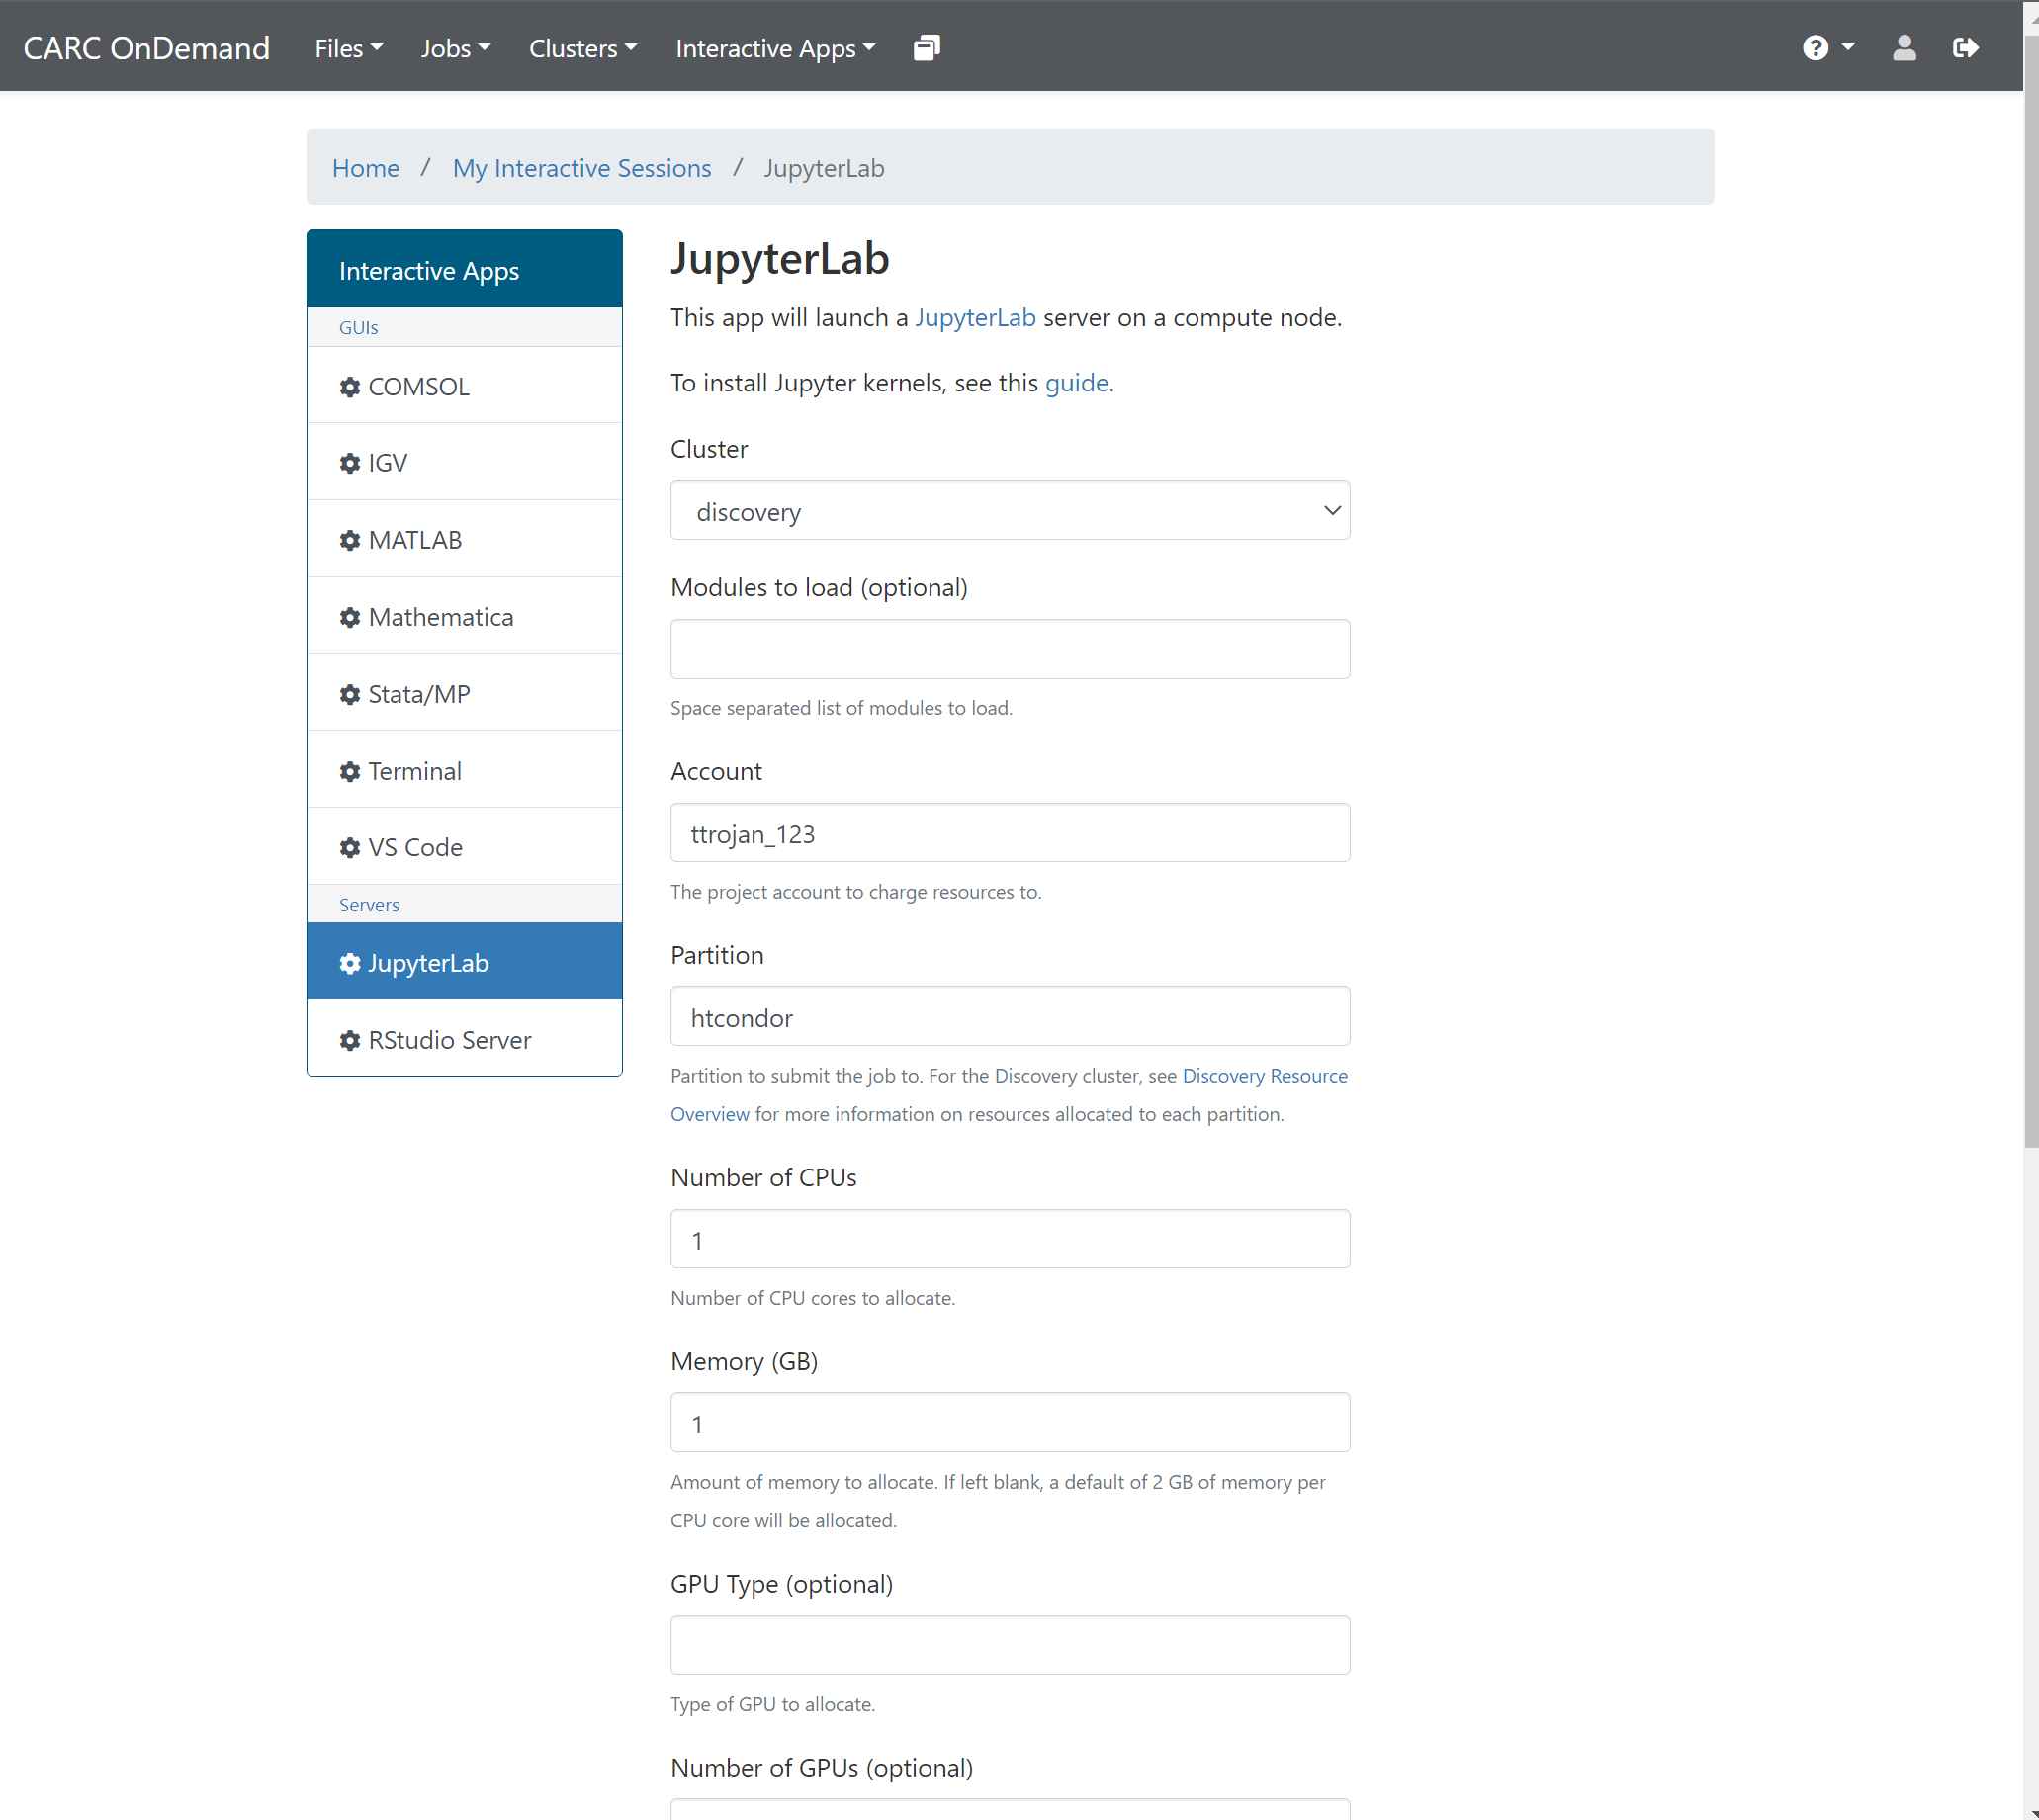 CARC OnDemand Files Jobs Clusters Interactive Apps
Home / My Interactive Sessions / JupyterLab
Interactive Apps
GUIs
COMSOL
IGV
MATLAB
Mathematica
Stata/MP
Terminal
VS Code
Servers
JupyterLab
RStudio Server
JupyterLab
This app will launch a JupyterLab server on a compute node.
To install Jupyter kernels, see this guide.
Cluster
discovery
Modules to load (optional)
Space separated list of modules to load.
Account
ttrojan_123
The project account to charge resources to.
Partition
htcondor
Partition to submit the job to. For the Discovery cluster, see Discovery Resource
Overview for more information on resources allocated to each partition.
Number of CPUs
1
Number of CPU cores to allocate.
Memory (GB)
1
Amount of memory to allocate. If left blank, a default of 2 GB of memory per
CPU core will be allocated.
GPU Type (optional)
Type of GPU to allocate.
Number of GPUs (optional)